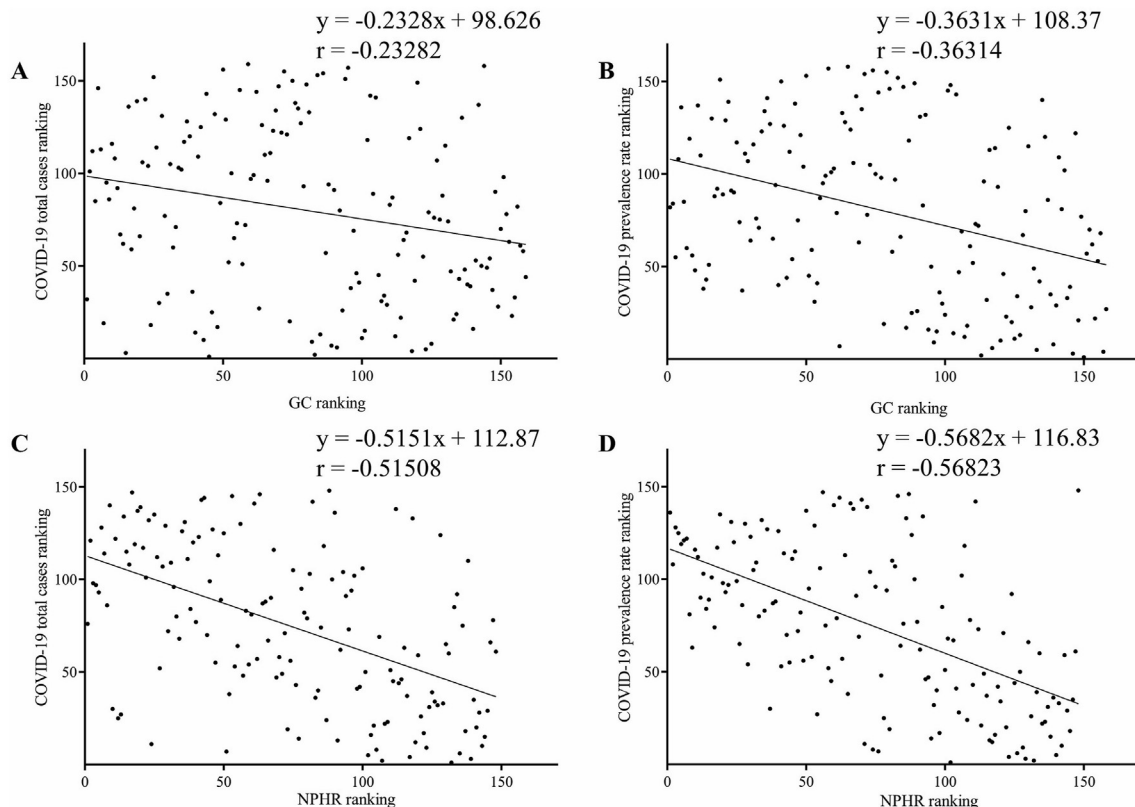 y = -0.2328x + 98.626
r = -0.23282
A
150
100
50
COVID-19 total cases ranking
0 50 100 150
GC ranking
y = -0.3631x + 108.37
r = -0.36314
B
150
100
50
COVID-19 prevalence rate ranking
0 50 100 150
GC ranking
y = -0.5151x + 112.87
r = -0.51508
C
150
100
50
COVID-19 total cases ranking
0 50 100 150
NPHR ranking
y = -0.5682x + 116.83
r = -0.56823
D
150
100
50
COVID-19 prevalence rate ranking
0 50 100 150
NPHR ranking